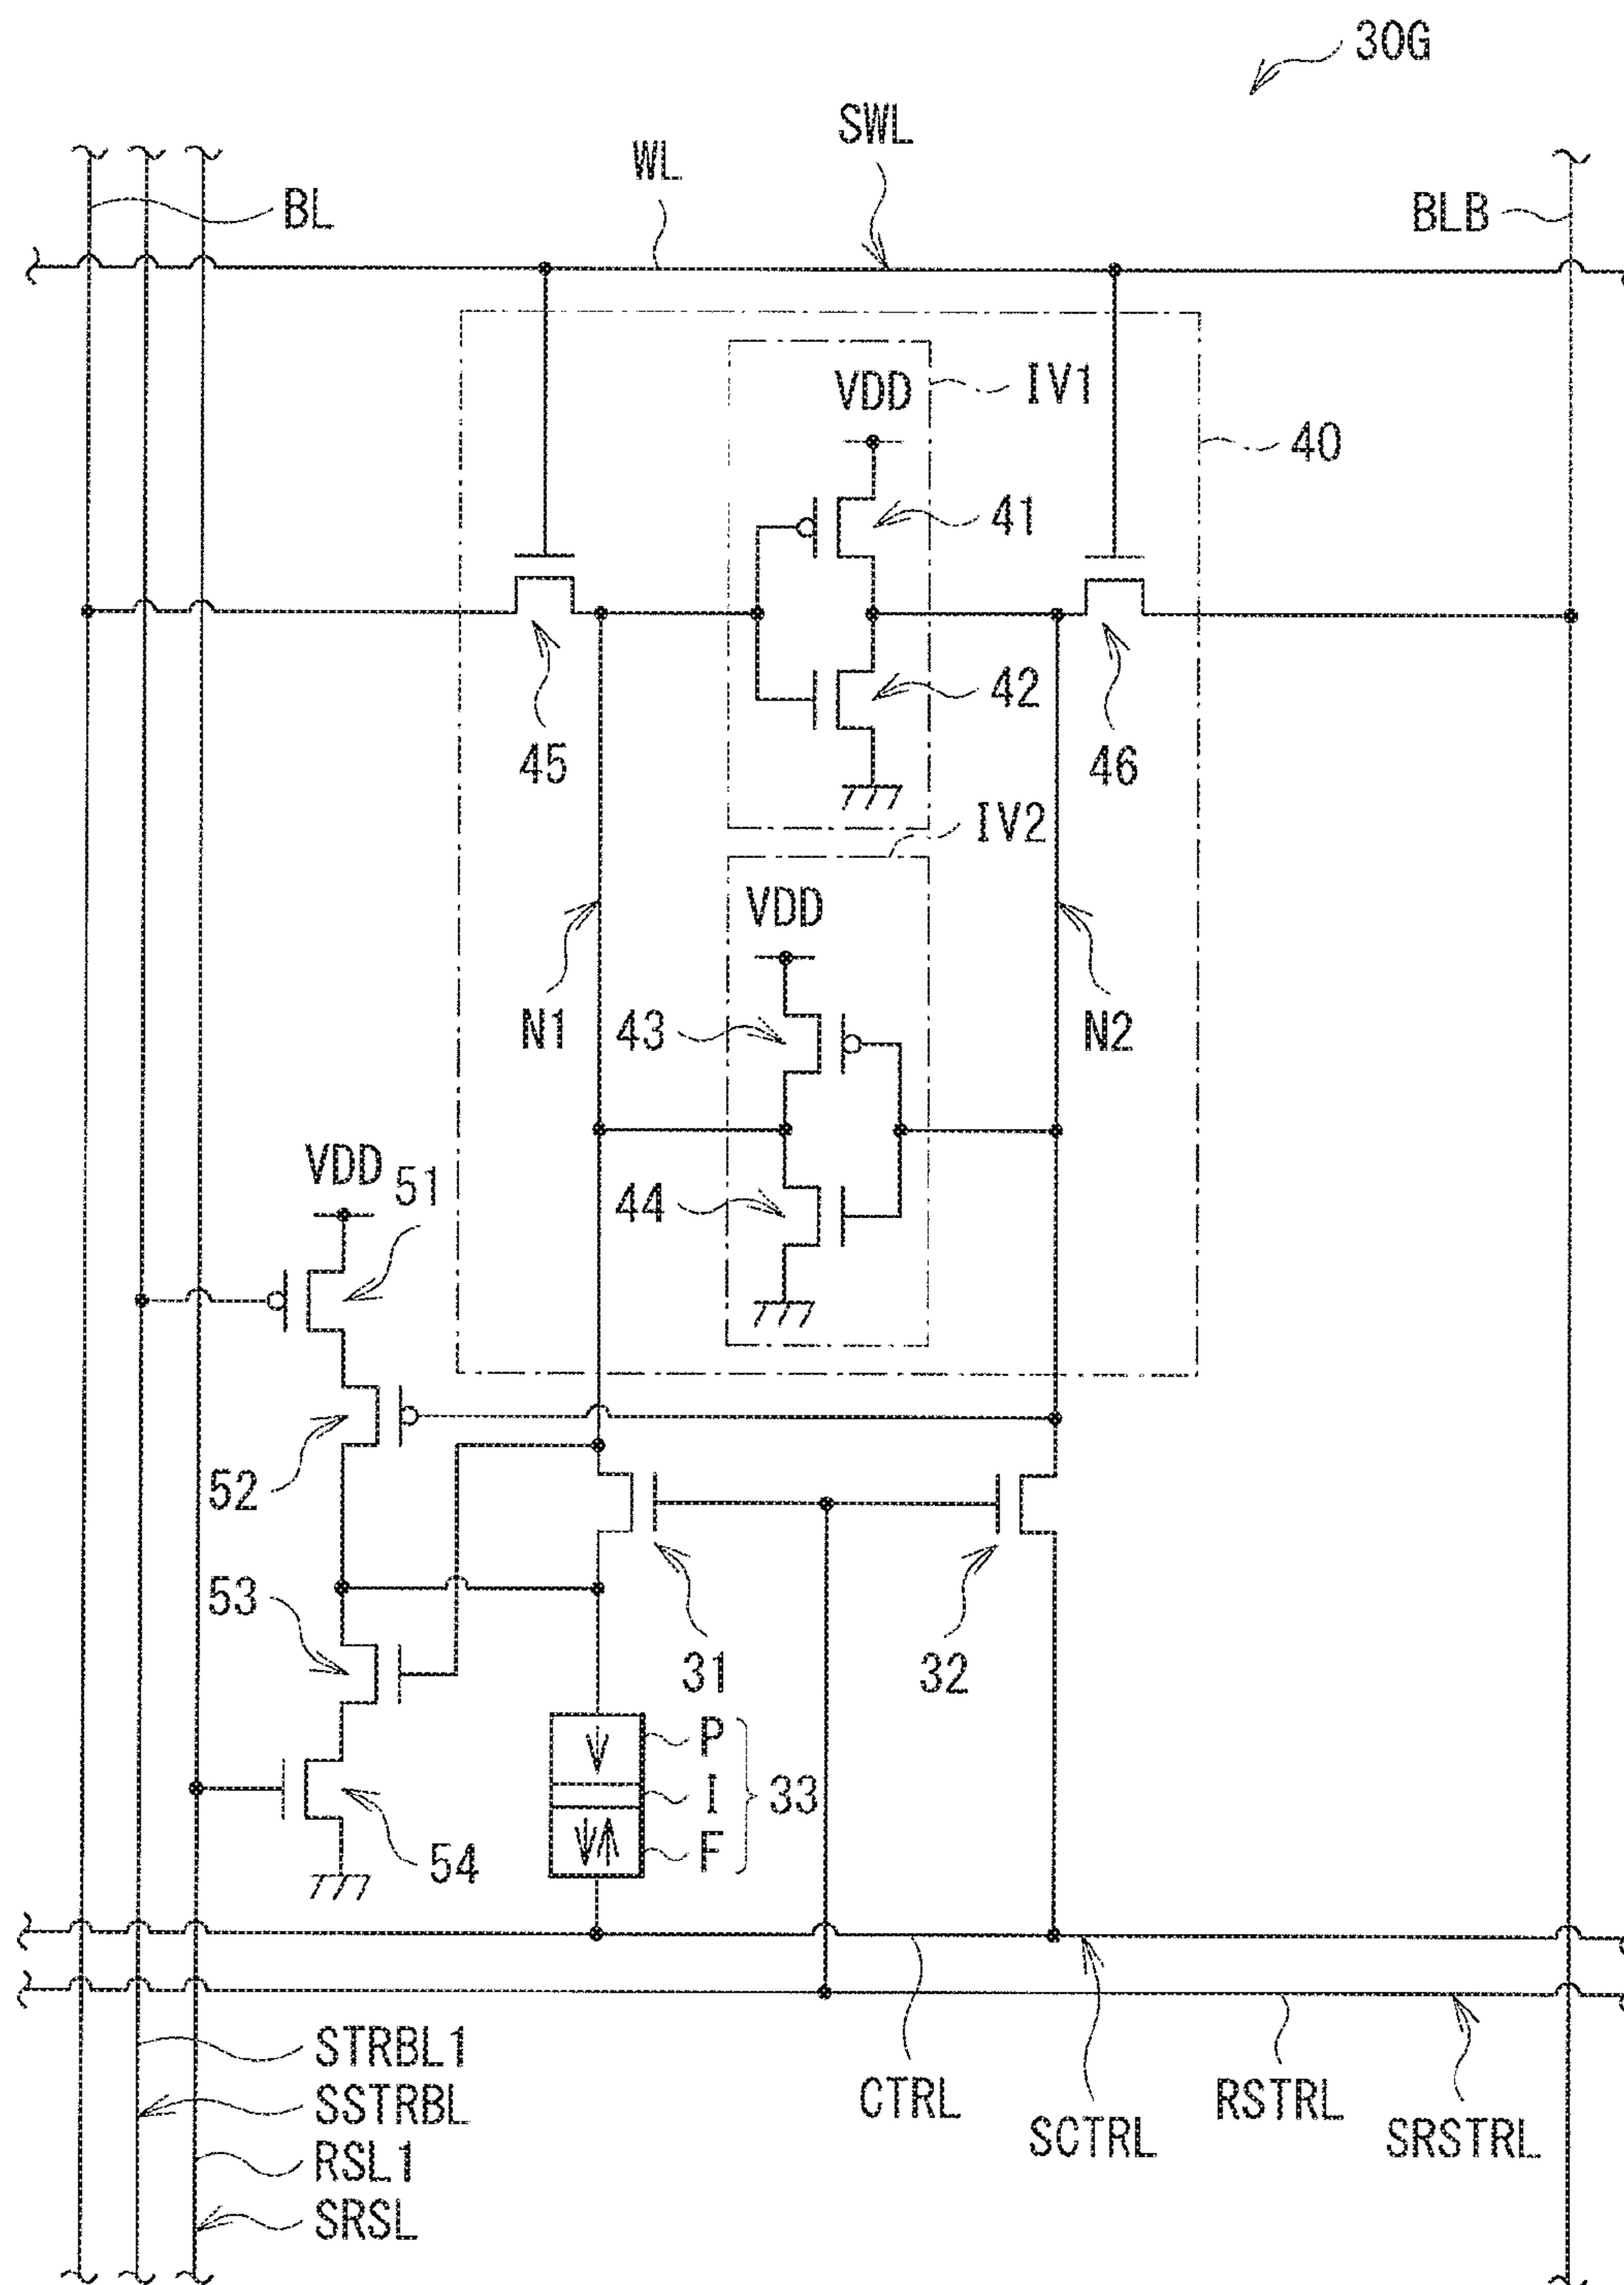 30G
SWL
WL
BL
BLB
IV1
VDD
40
41
42
45
46
IV2
VDD
N1
43
N2
VDD
51
44
52
53
31
32
P
I
33
F
54
STRBL1
CTRL
RSTRL
SSTRBL
SCTRL
SRSTRL
RSL1
SRSL